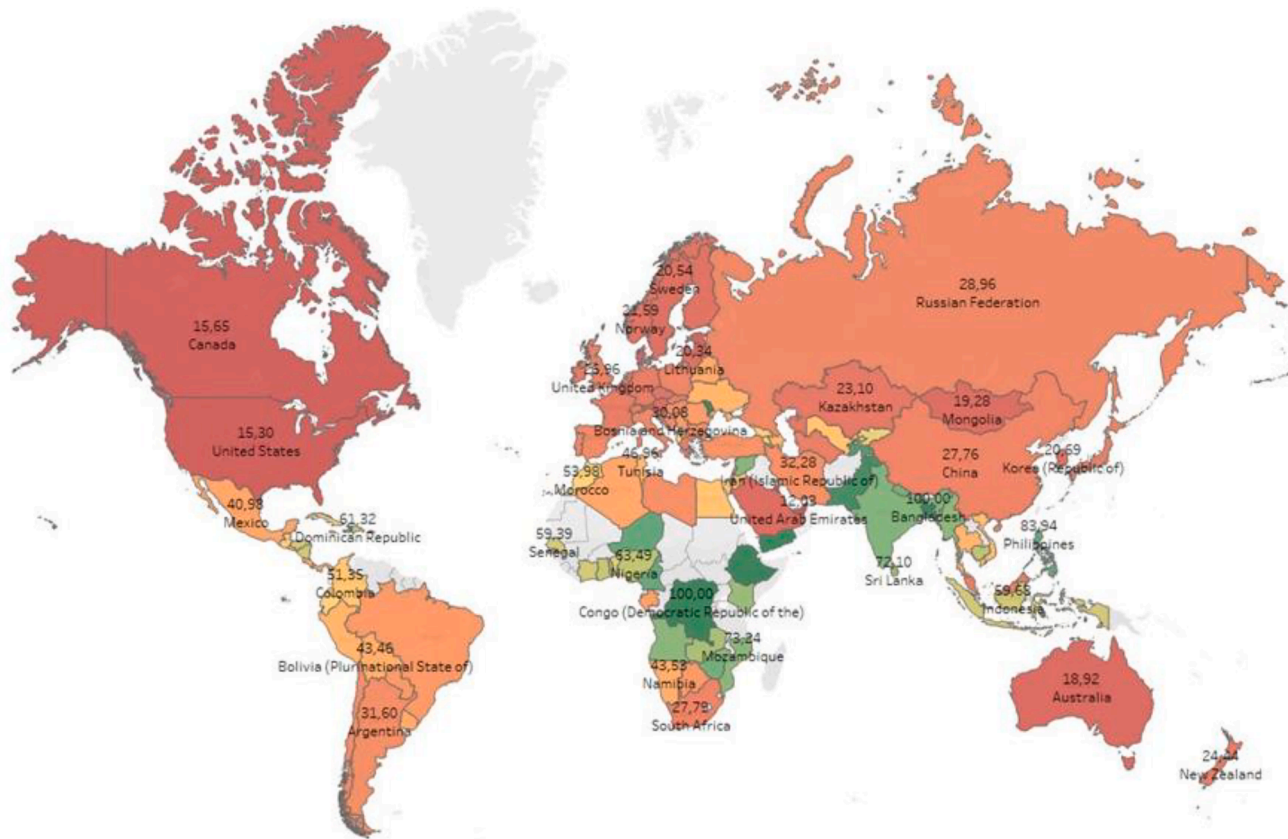 20,54
Sweden
28,96
Russian Federation
21,59
Norway
15,65
Canada
20,34
Lithuania
United Kingdom
23,10
Kazakhstan
19,28
Mongolia
30,08
Bosnia and Herzegovina
15,30
United States
46,96
Tunisia
32,28
Iran (Islamic Republic of)
27,76
China
20,69
Korea (Republic of)
53,98
Morocco
40,98
Mexico
61,32
Dominican Republic
12,03
United Arab Emirates
100,00
Bangladesh
83,94
Philippines
59,39
Senegal
63,49
Nigeria
72,10
Sri Lanka
51,35
Colombia
100,00
Congo (Democratic Republic of the)
59,68
Indonesia
43,46
Bolivia (Plurinational State of)
73,24
Mozambique
43,53
Namibia
18,92
Australia
31,60
Argentina
27,79
South Africa
24,44
New Zealand